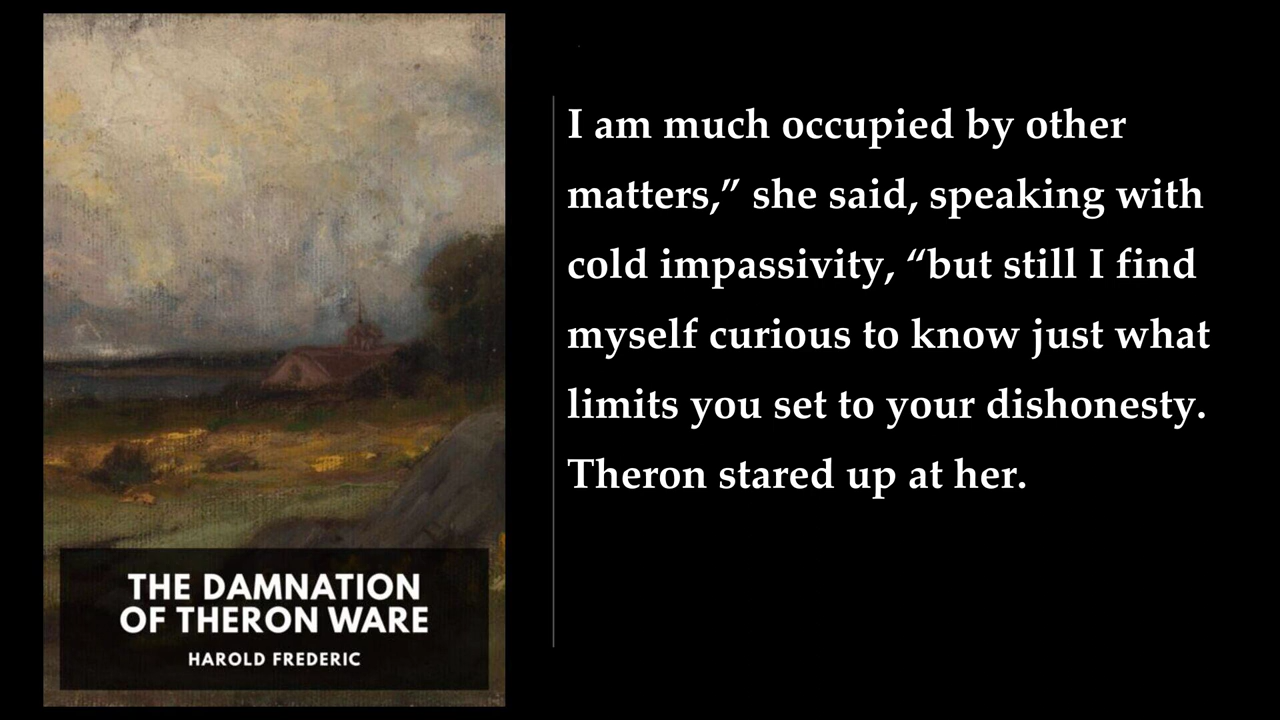 THE DAMNATION
OF THERON WARE
HAROLD FREDERIC
I am much occupied by other
matters,” she said, speaking with
cold impassivity, “but still I find
myself curious to know just what
limits you set to your dishonesty.
Theron stared up at her.